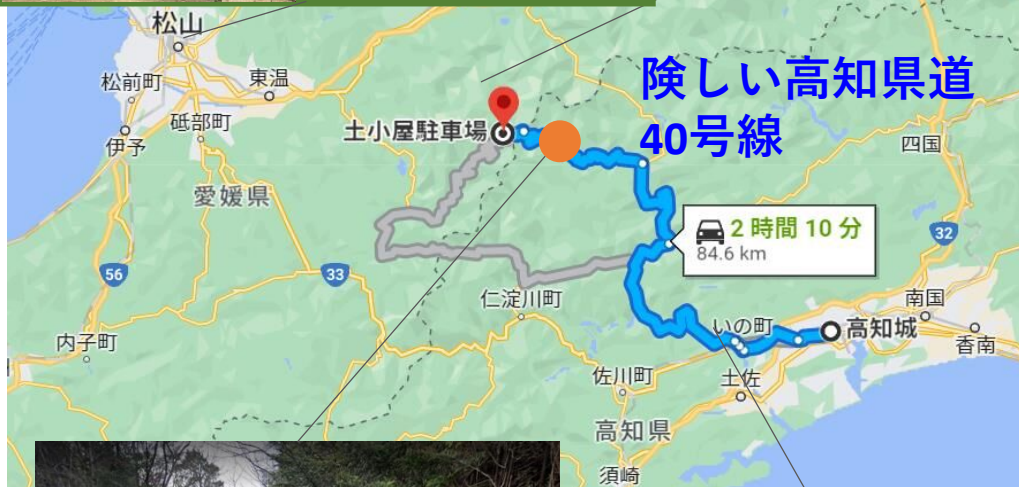 松山
険しい高知県道
40号線
松前町
東温
土小屋駐車場
砥部町
伊予
四国
愛媛県
2 時間 10 分
84.6 km
32
56
33
仁淀川町
南国
いの町
高知城
内子町
香南
佐川町
土佐
高知県
須崎